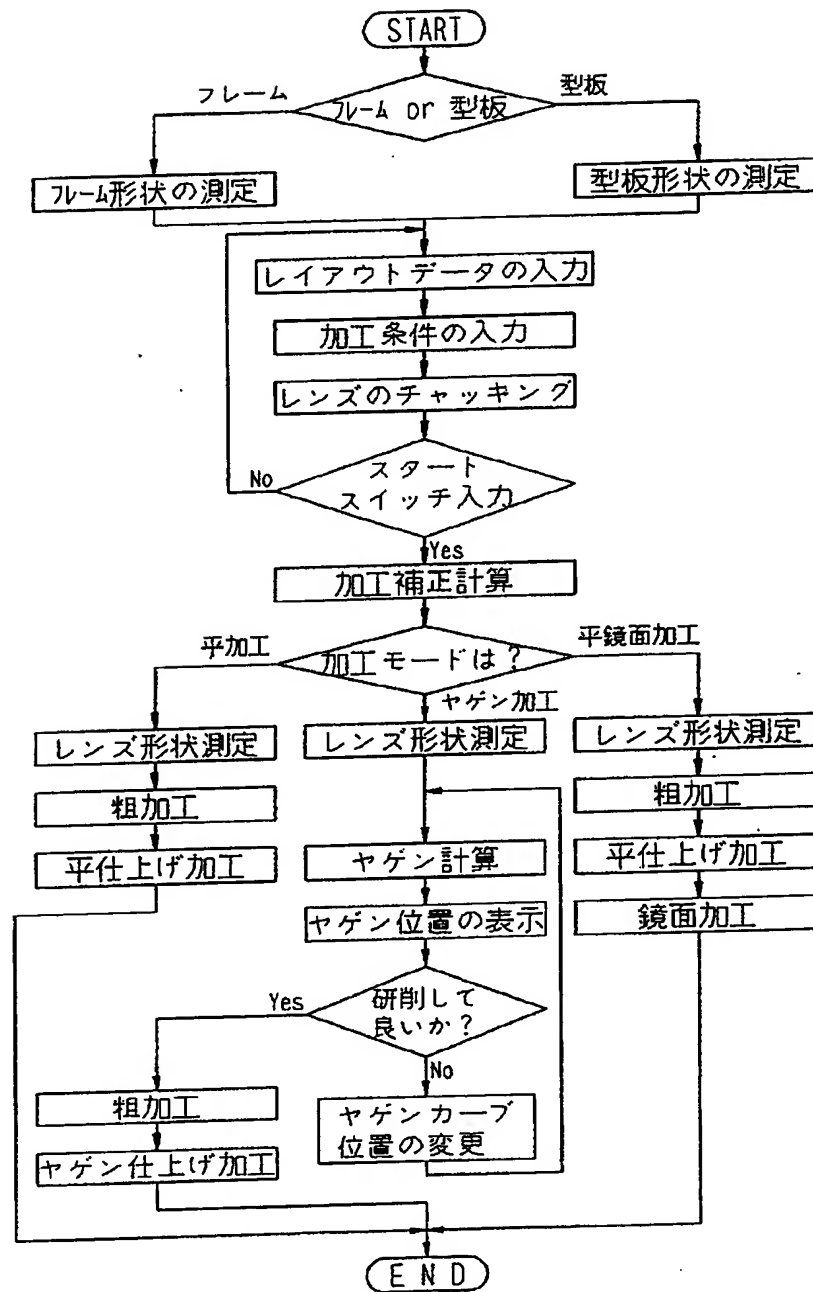 START
フレーム
フレーム or 型板
型板
フレーム形状の測定
型板形状の測定
レイアウトデータの入力
加工条件の入力
レンズのチャッキング
No
スタート
スイッチ入力
Yes
加工補正計算
平加工
加工モードは?
平鏡面加工
ヤゲン加工
レンズ形状測定
レンズ形状測定
レンズ形状測定
粗加工
粗加工
平仕上げ加工
ヤゲン計算
平仕上げ加工
ヤゲン位置の表示
鏡面加工
Yes
研削して
良いか?
No
粗加工
ヤゲンカーブ
位置の変更
ヤゲン仕上げ加工
END